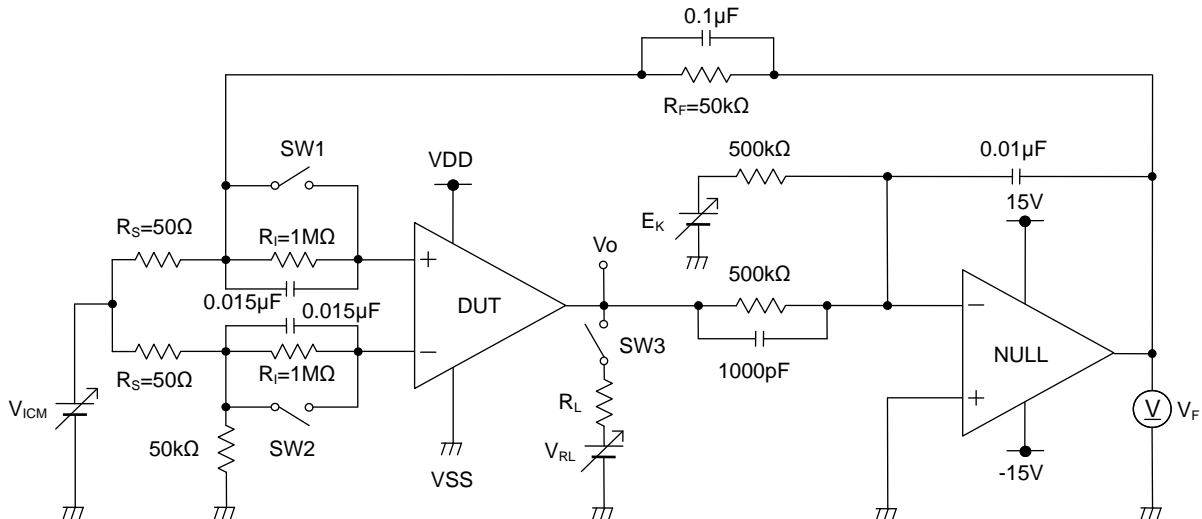 0.1µF
RF=50kΩ
SW1
VDD
500kΩ
0.01µF
15V
EK
RS=50Ω
RI=1MΩ
Vo
0.015µF
500kΩ
0.015µF
DUT
SW3
NULL
RS=50Ω
RI=1MΩ
1000pF
VICM
RL
V
VF
50kΩ
SW2
VRL
VSS
-15V